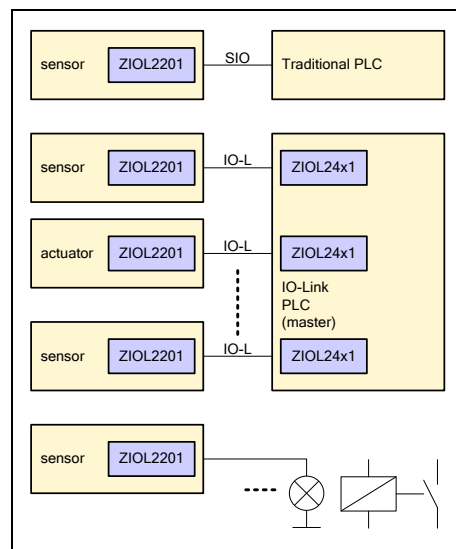 sensor ZIOL2201 SIO Traditional PLC
sensor ZIOL2201 IO-L ZIOL24x1
actuator ZIOL2201 IO-L ZIOL24x1
IO-Link
PLC
(master)
sensor ZIOL2201 IO-L ZIOL24x1
sensor ZIOL2201